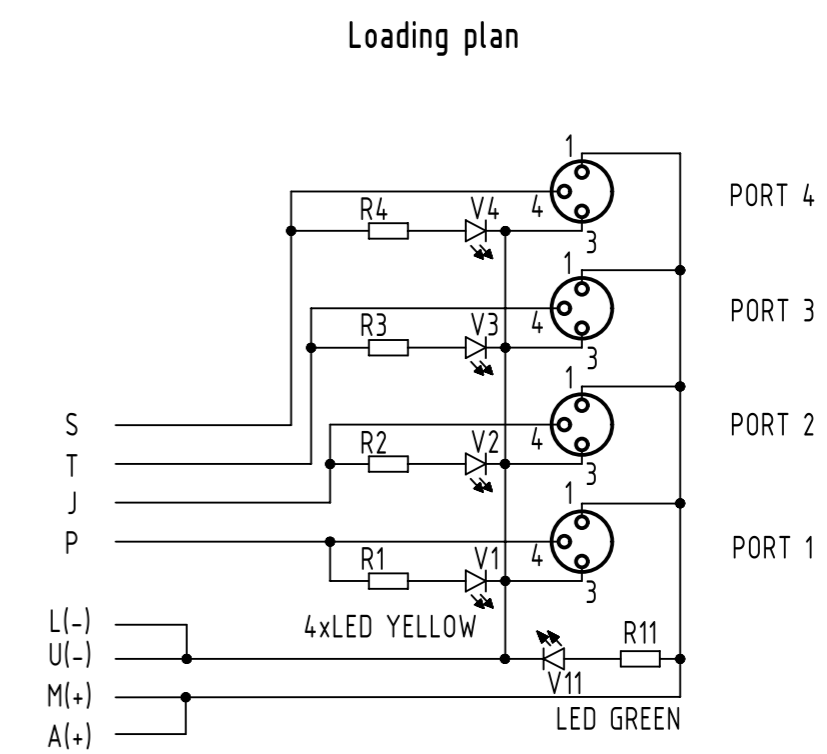 Loading plan
1
R4 V4 4 PORT 4
3
1
R3 V3 4 PORT 3
3
1
S R2 V2 4 PORT 2
T
J 3
1
P R1 V1 4 PORT 1
3
L(-) 4xLED YELLOW R11
U(-)
M(+) V11
A(+) LED GREEN